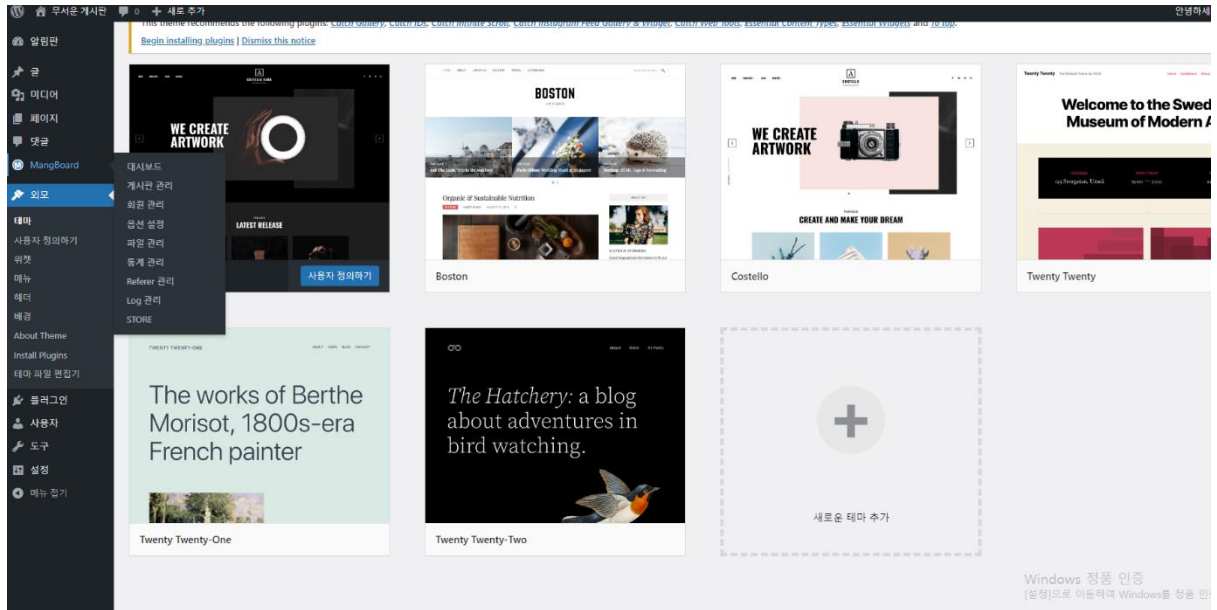 무서운 게시판 0 새로 추가
안녕하세
This theme recommends the following plugins: Catch Gallery, Catch IDs, Catch Infinite Scroll, Catch Instagram Feed Gallery & Widget, Catch Web Tools, Essential Content Types, Essential Widgets and To top.
Begin installing plugins | Dismiss this notice
알림판
글
미디어
페이지
댓글
MangBoard
외모
테마
사용자 정의하기
위젯
메뉴
헤더
배경
About Theme
Install Plugins
테마 파일 편집기
플러그인
사용자
도구
설정
메뉴 접기
대시보드
게시판 관리
회원 관리
옵션 설정
파일 관리
통계 관리
Referer 관리
Log 관리
STORE
WE CREATE
ARTWORK
LATEST RELEASE
사용자 정의하기
BOSTON
Organic & Sustainable Nutrition
Boston
WE CREATE
ARTWORK
CREATE AND MAKE YOUR DREAM
Costello
Twenty Twenty
Welcome to the Swed
Museum of Modern A
Twenty Twenty
TWENTY TWENTY-ONE
The works of Berthe
Morisot, 1800s-era
French painter
Twenty Twenty-One
The Hatchery: a blog
about adventures in
bird watching.
Twenty Twenty-Two
새로운 테마 추가
Windows 정품 인증
[설정]으로 이동하여 Windows를 정품 인